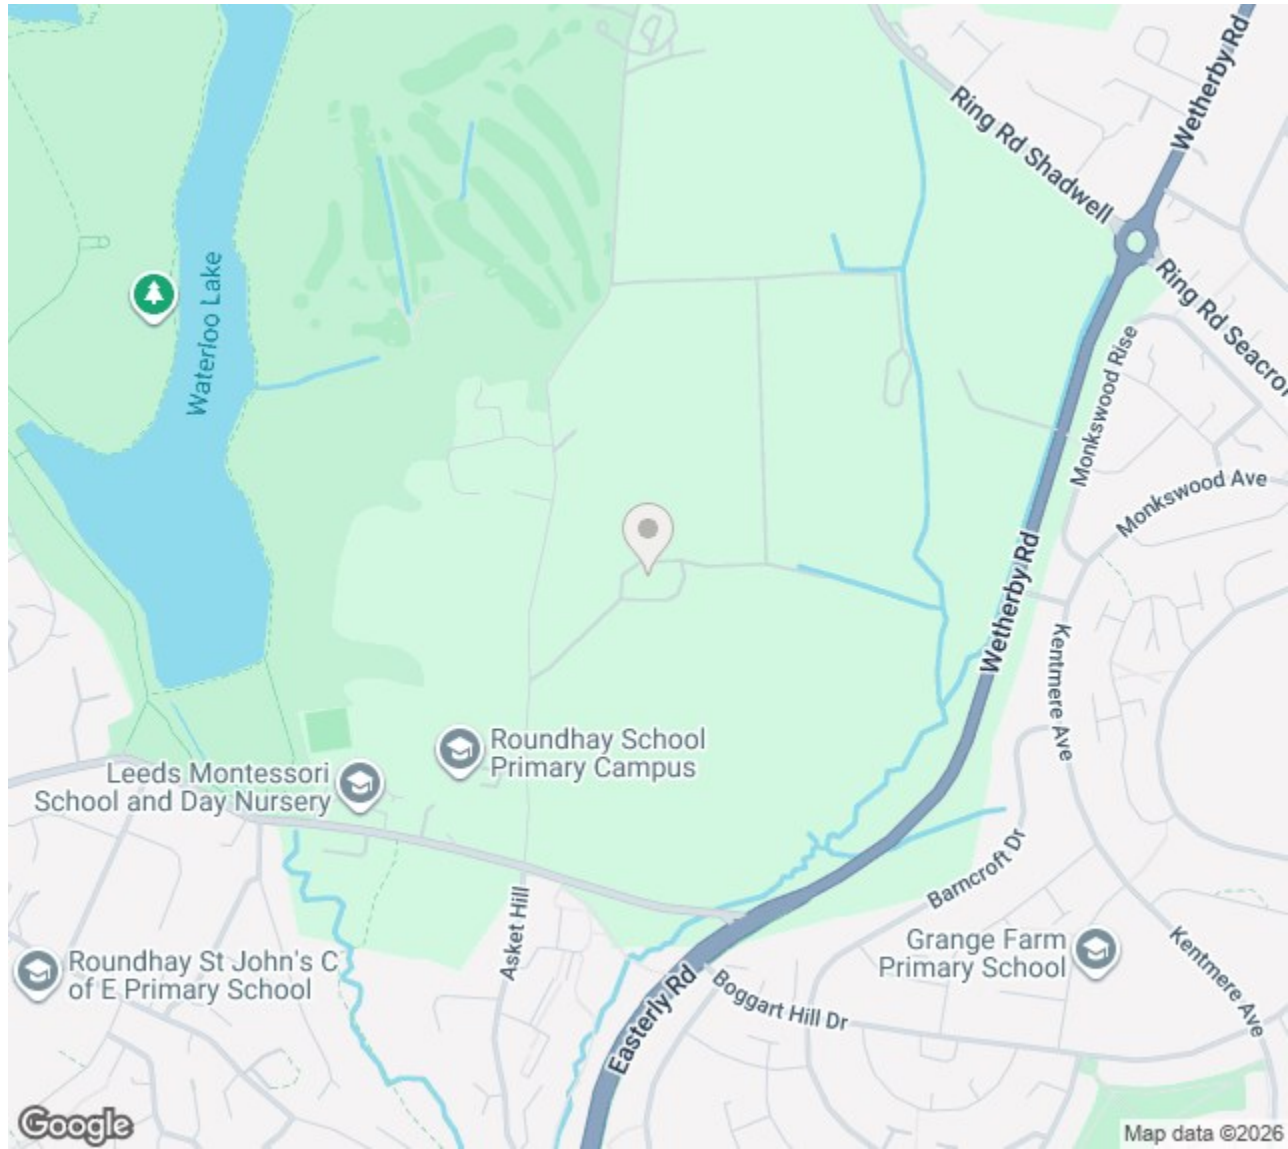 Wetherby Rd
Ring Rd Shadwell
Ring Rd Seacro
Waterloo Lake
Monkswood Rise
Monkswood Ave
Wetherby Rd
Kentmere Ave
Roundhay School
Primary Campus
Leeds Montessori
School and Day Nursery
Barncroft Dr
Asket Hill
Grange Farm
Primary School
Kentmere Ave
Roundhay St John's C
of E Primary School
Easterly Rd
Boggart Hill Dr
Google
Map data ©2026